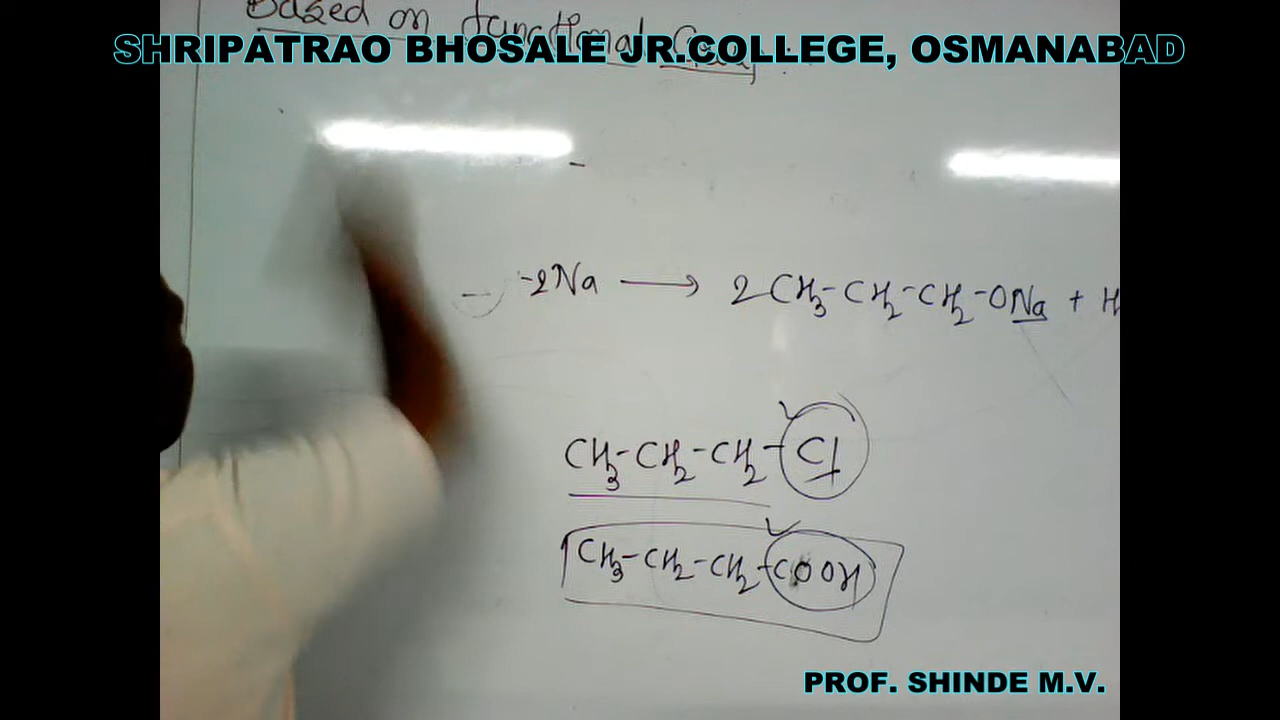 Based on functional
SHRIPATRAO BHOSALE JR.COLLEGE, OSMANABAD
-2Na ⟶ 2CH₃-CH₂-CH₂-ONa + H
CH₃-CH₂-CH₂-Cl
CH₃-CH₂-CH₂-COOH
PROF. SHINDE M.V.